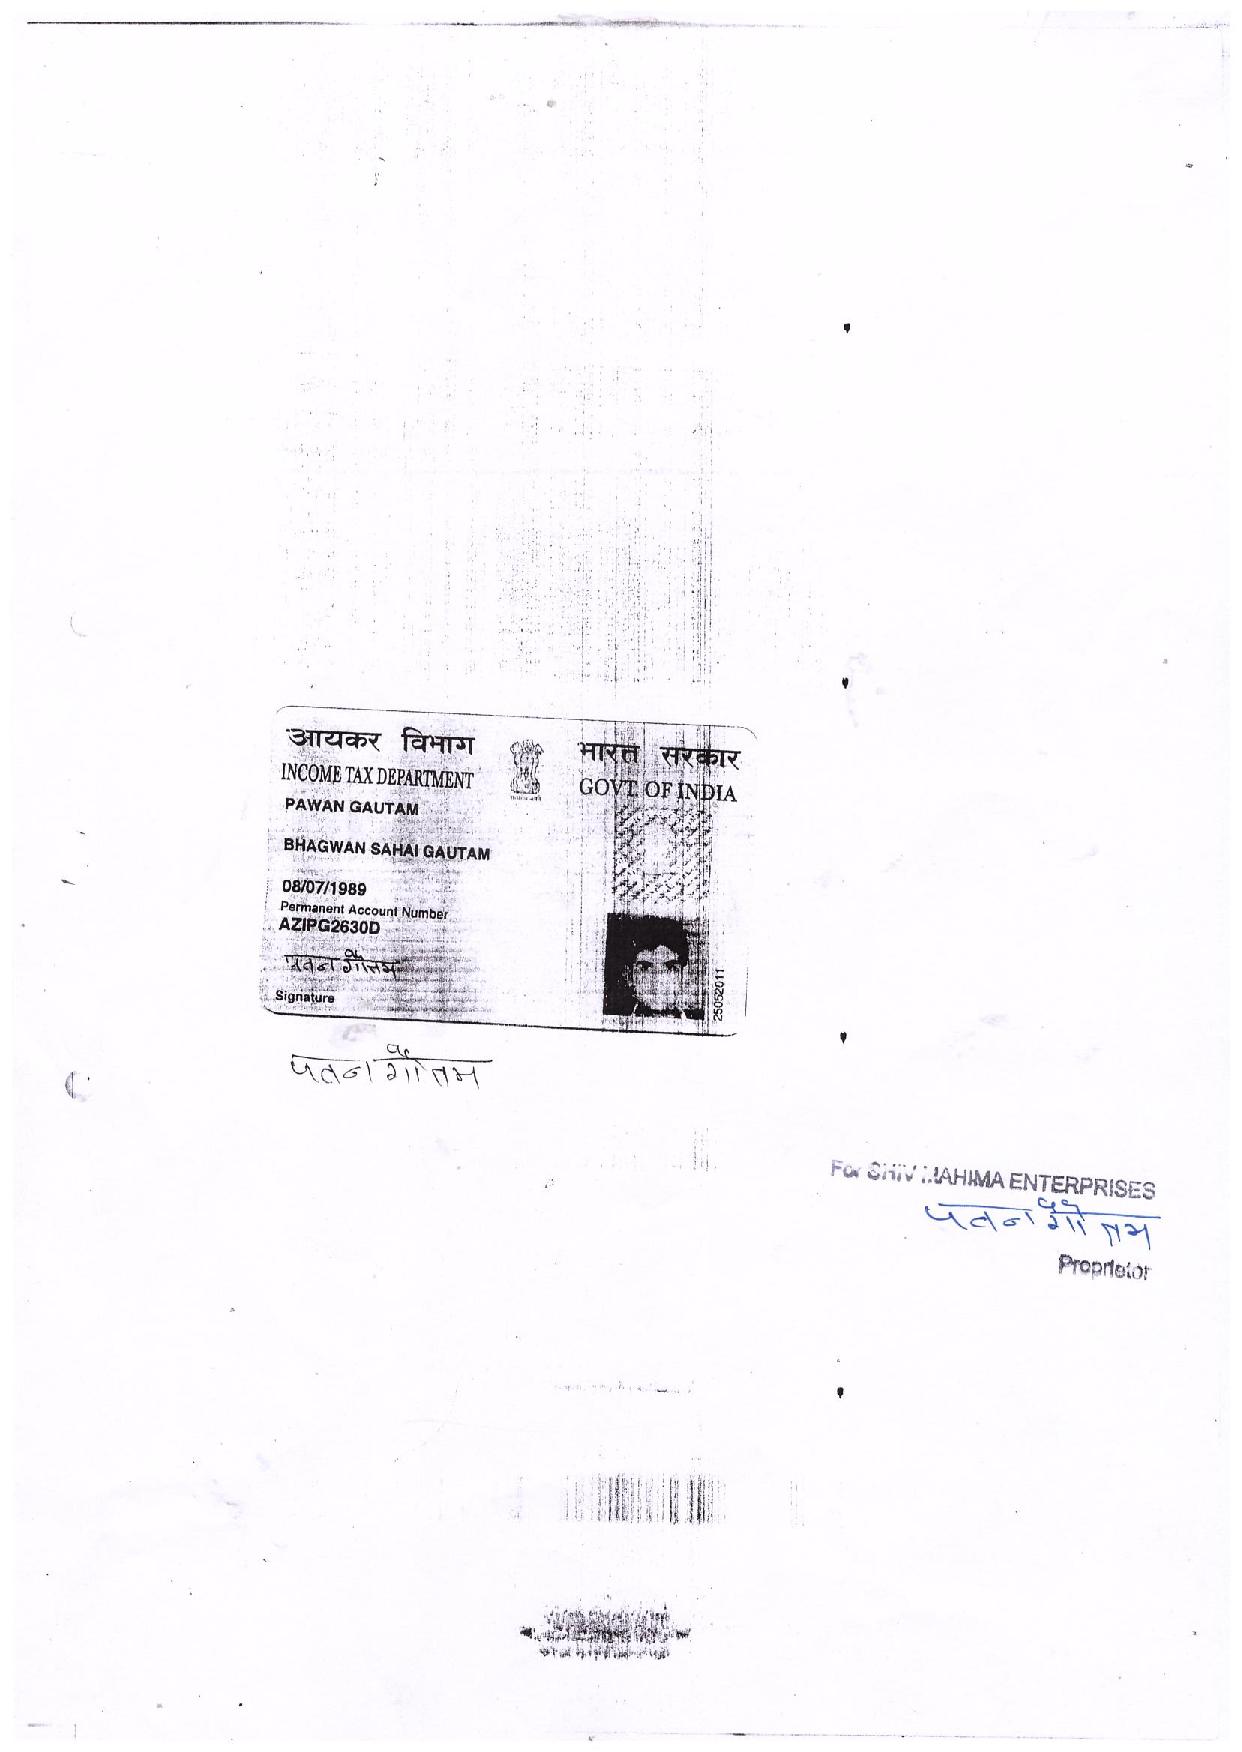 आयकर विभाग भारत सरकार
INCOME TAX DEPARTMENT GOVT. OF INDIA
PAWAN GAUTAM
BHAGWAN SAHAI GAUTAM
08/07/1989
Permanent Account Number
AZIPG2630D
पवन गौतम
Signature
25052011
पवन गौतम
For SHIV MAHIMA ENTERPRISES
पवन गौतम
Proprietor